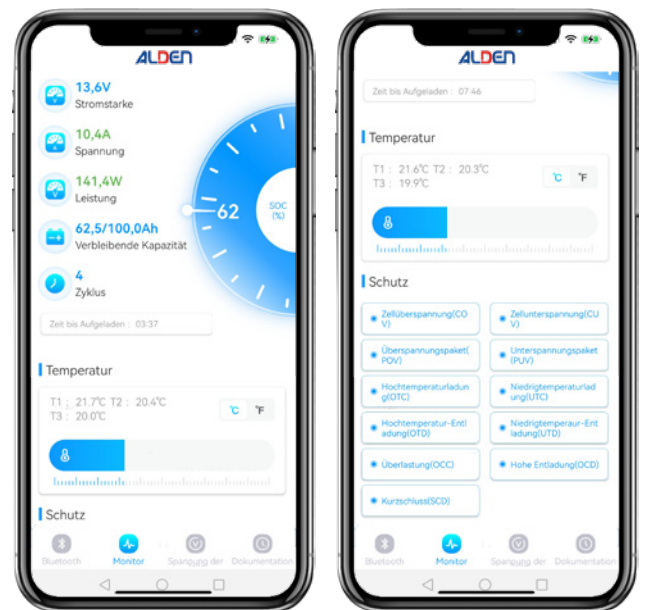 ALDEN
13,6V
Stromstarke
10,4A
Spannung
141,4W
Leistung
62,5/100,0Ah
Verbleibende Kapazität
4
Zyklus
62
SOC
(%)
Zeit bis Aufgeladen : 03:37
Temperatur
T1 : 21.7℃ T2 : 20.4℃
T3 : 20.0℃
℃ ℉
Schutz
Bluetooth Monitor Spangung der Dokumentation
ALDEN
Zeit bis Aufgeladen : 07:46
Temperatur
T1 : 21.6℃ T2 : 20.3℃
T3 : 19.9℃
℃ ℉
Schutz
Zellüberspannung(CO
V)
Zellunterspannung(CU
V)
Überspannungspaket(
POV)
Unterspannungspaket
(PUV)
Hochtemperaturladun
g(OTC)
Niedrigtemperaturlad
ung(UTC)
Hochtemperatur-Entl
adung(OTD)
Niedrigtemperaur-Ent
ladung(UTD)
Überlastung(OCC)
Hohe Entladung(OCD)
Kurzschluss(SCD)
Bluetooth Monitor Spangung der Dokumentation